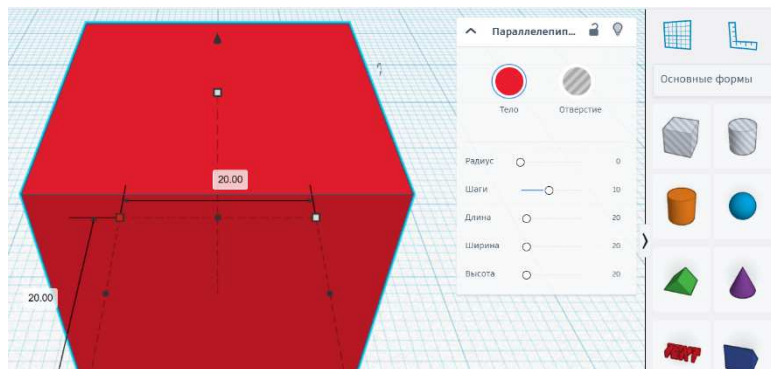 Параллелепип...
Тело
Отверстие
Радиус 0
Шаги 10
Длина 20
Ширина 20
Высота 20
20.00
20.00
Основные формы
TEXT